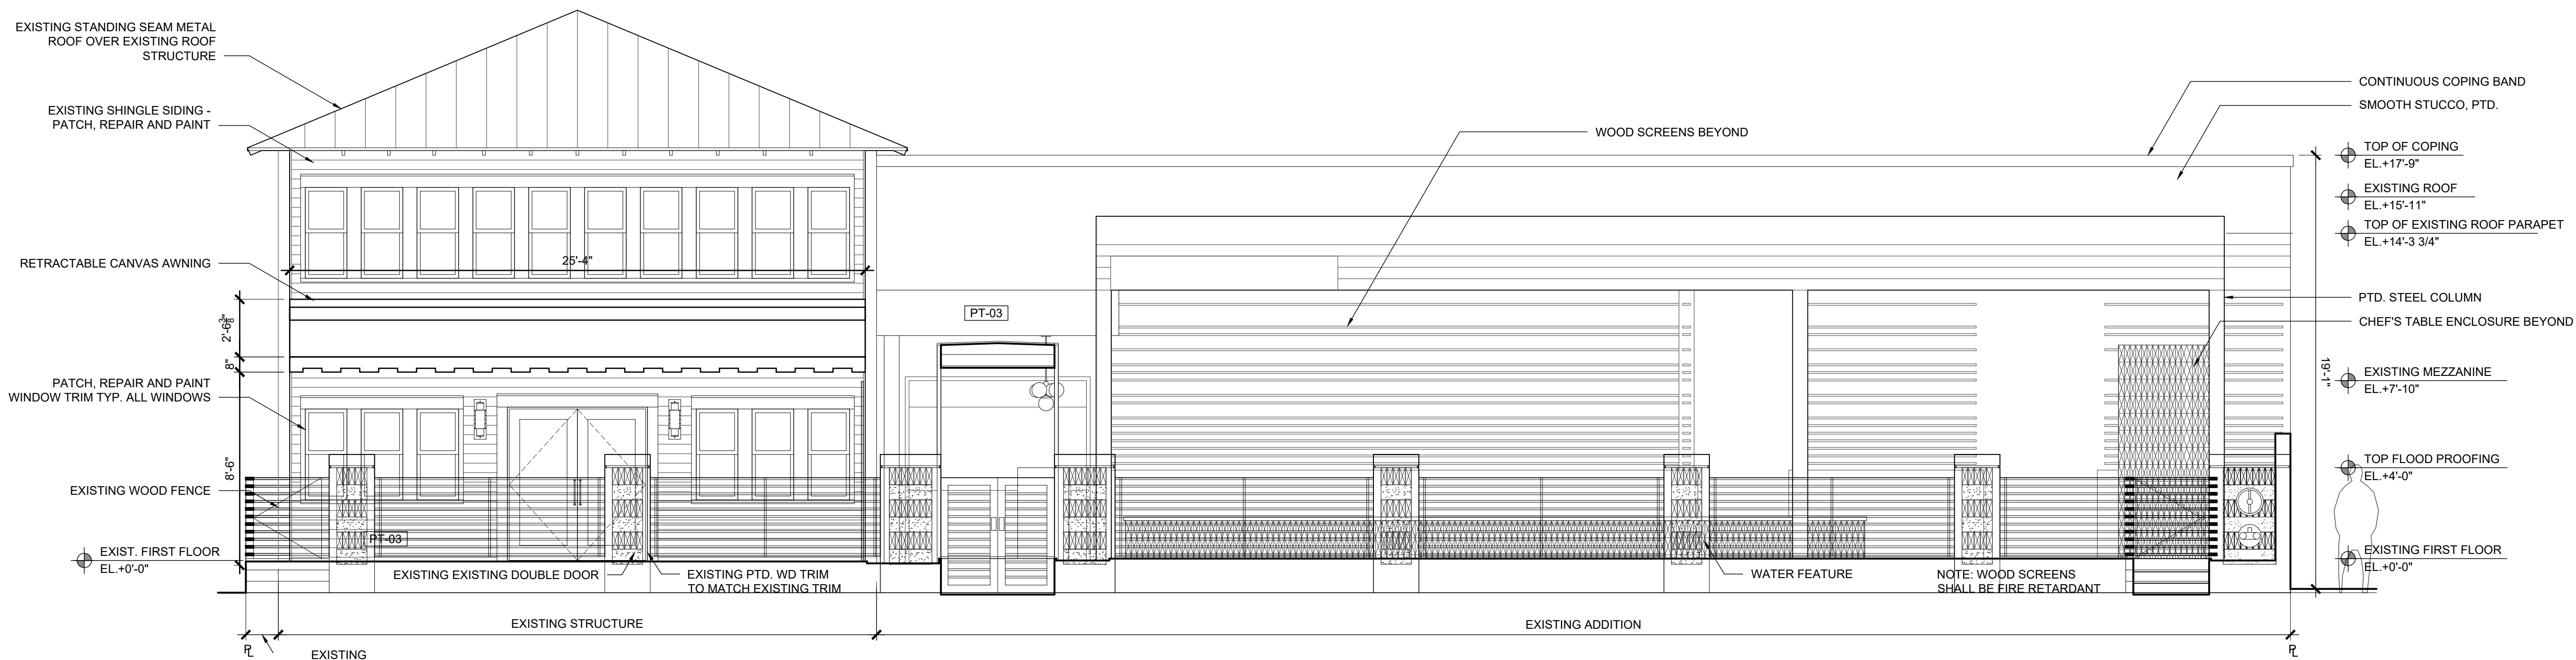 EXISTING STANDING SEAM METAL
ROOF OVER EXISTING ROOF
STRUCTURE
EXISTING SHINGLE SIDING -
PATCH, REPAIR AND PAINT
RETRACTABLE CANVAS AWNING
PATCH, REPAIR AND PAINT
WINDOW TRIM TYP. ALL WINDOWS
EXISTING WOOD FENCE
EXIST. FIRST FLOOR
EL.+0'-0"
25'-4"
2'-6 3/8"
8"
8'-6"
PT-03
EXISTING EXISTING DOUBLE DOOR
EXISTING PTD. WD TRIM
TO MATCH EXISTING TRIM
EXISTING STRUCTURE
PL
EXISTING
PT-03
WOOD SCREENS BEYOND
WATER FEATURE
NOTE: WOOD SCREENS
SHALL BE FIRE RETARDANT
EXISTING ADDITION
PL
CONTINUOUS COPING BAND
SMOOTH STUCCO, PTD.
TOP OF COPING
EL.+17'-9"
EXISTING ROOF
EL.+15'-11"
TOP OF EXISTING ROOF PARAPET
EL.+14'-3 3/4"
PTD. STEEL COLUMN
CHEF'S TABLE ENCLOSURE BEYOND
19'-1"
EXISTING MEZZANINE
EL.+7'-10"
TOP FLOOD PROOFING
EL.+4'-0"
EXISTING FIRST FLOOR
EL.+0'-0"